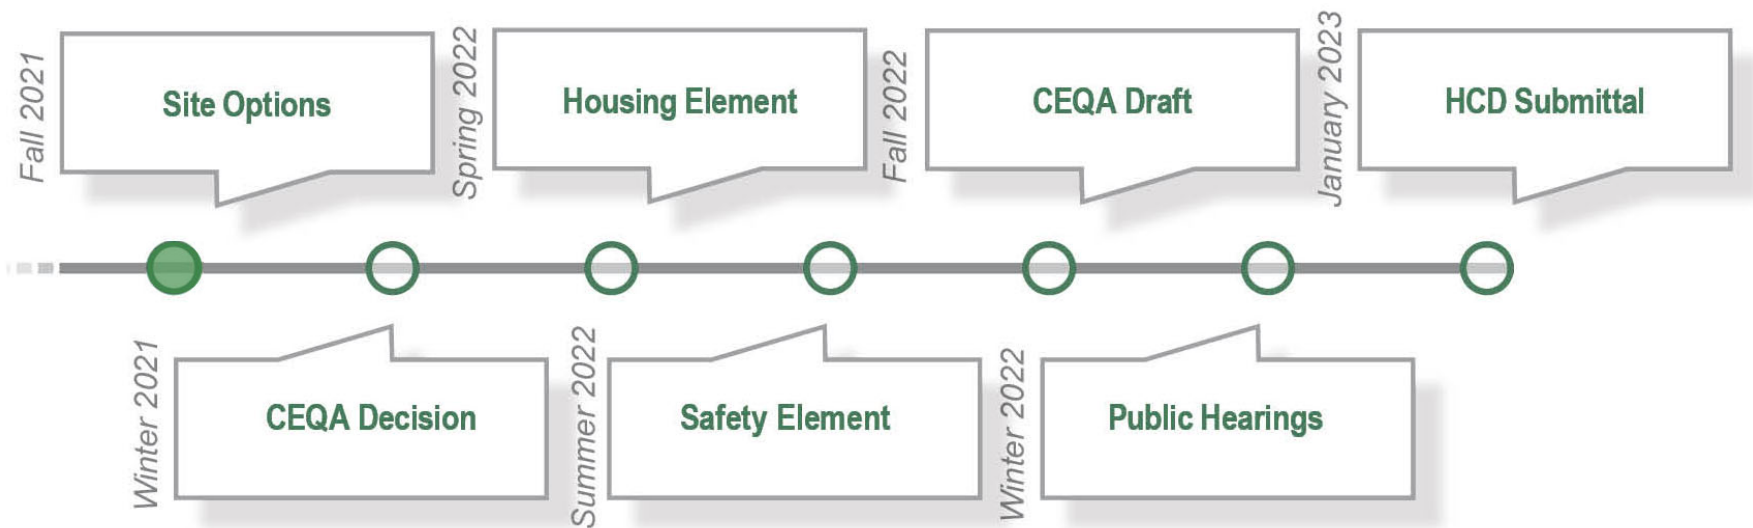 Fall 2021
Site Options
Spring 2022
Housing Element
Fall 2022
CEQA Draft
January 2023
HCD Submittal
Winter 2021
CEQA Decision
Summer 2022
Safety Element
Winter 2022
Public Hearings